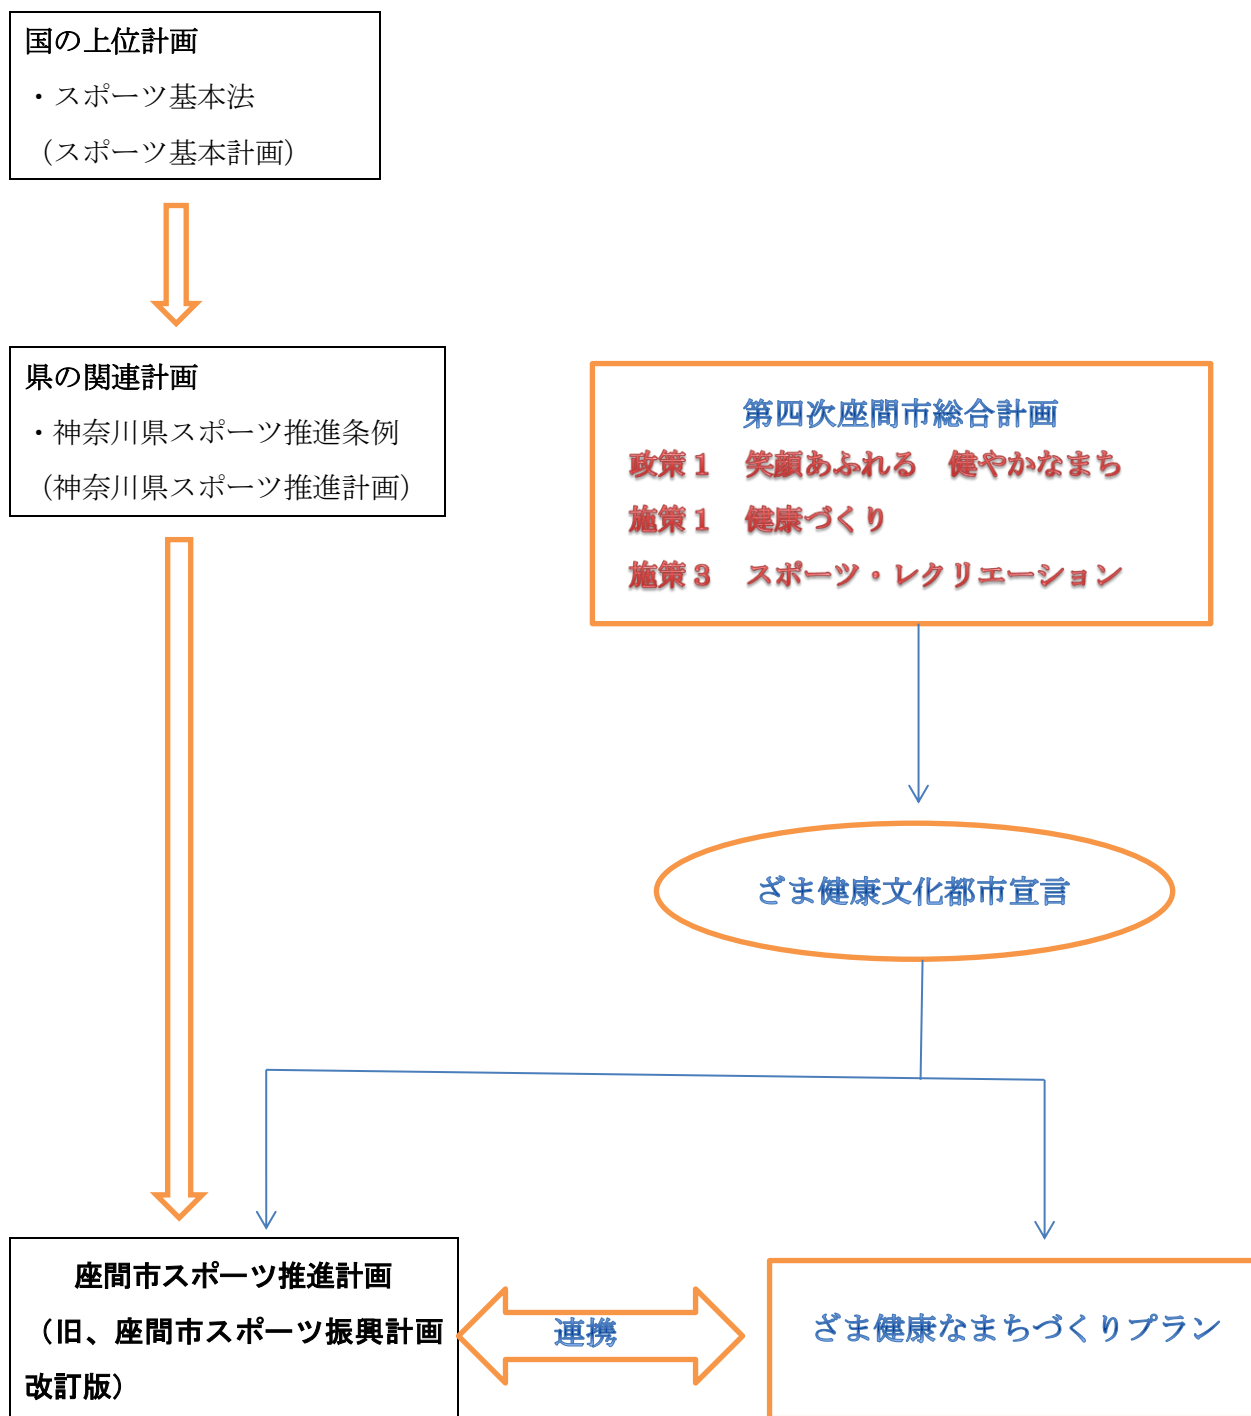 国の上位計画
・スポーツ基本法
（スポーツ基本計画）
県の関連計画
・神奈川県スポーツ推進条例
（神奈川県スポーツ推進計画）
第四次座間市総合計画
政策１　笑顔あふれる　健やかなまち
施策１　健康づくり
施策３　スポーツ・レクリエーション
ざま健康文化都市宣言
座間市スポーツ推進計画
（旧、座間市スポーツ振興計画
改訂版）
連携
ざま健康なまちづくりプラン